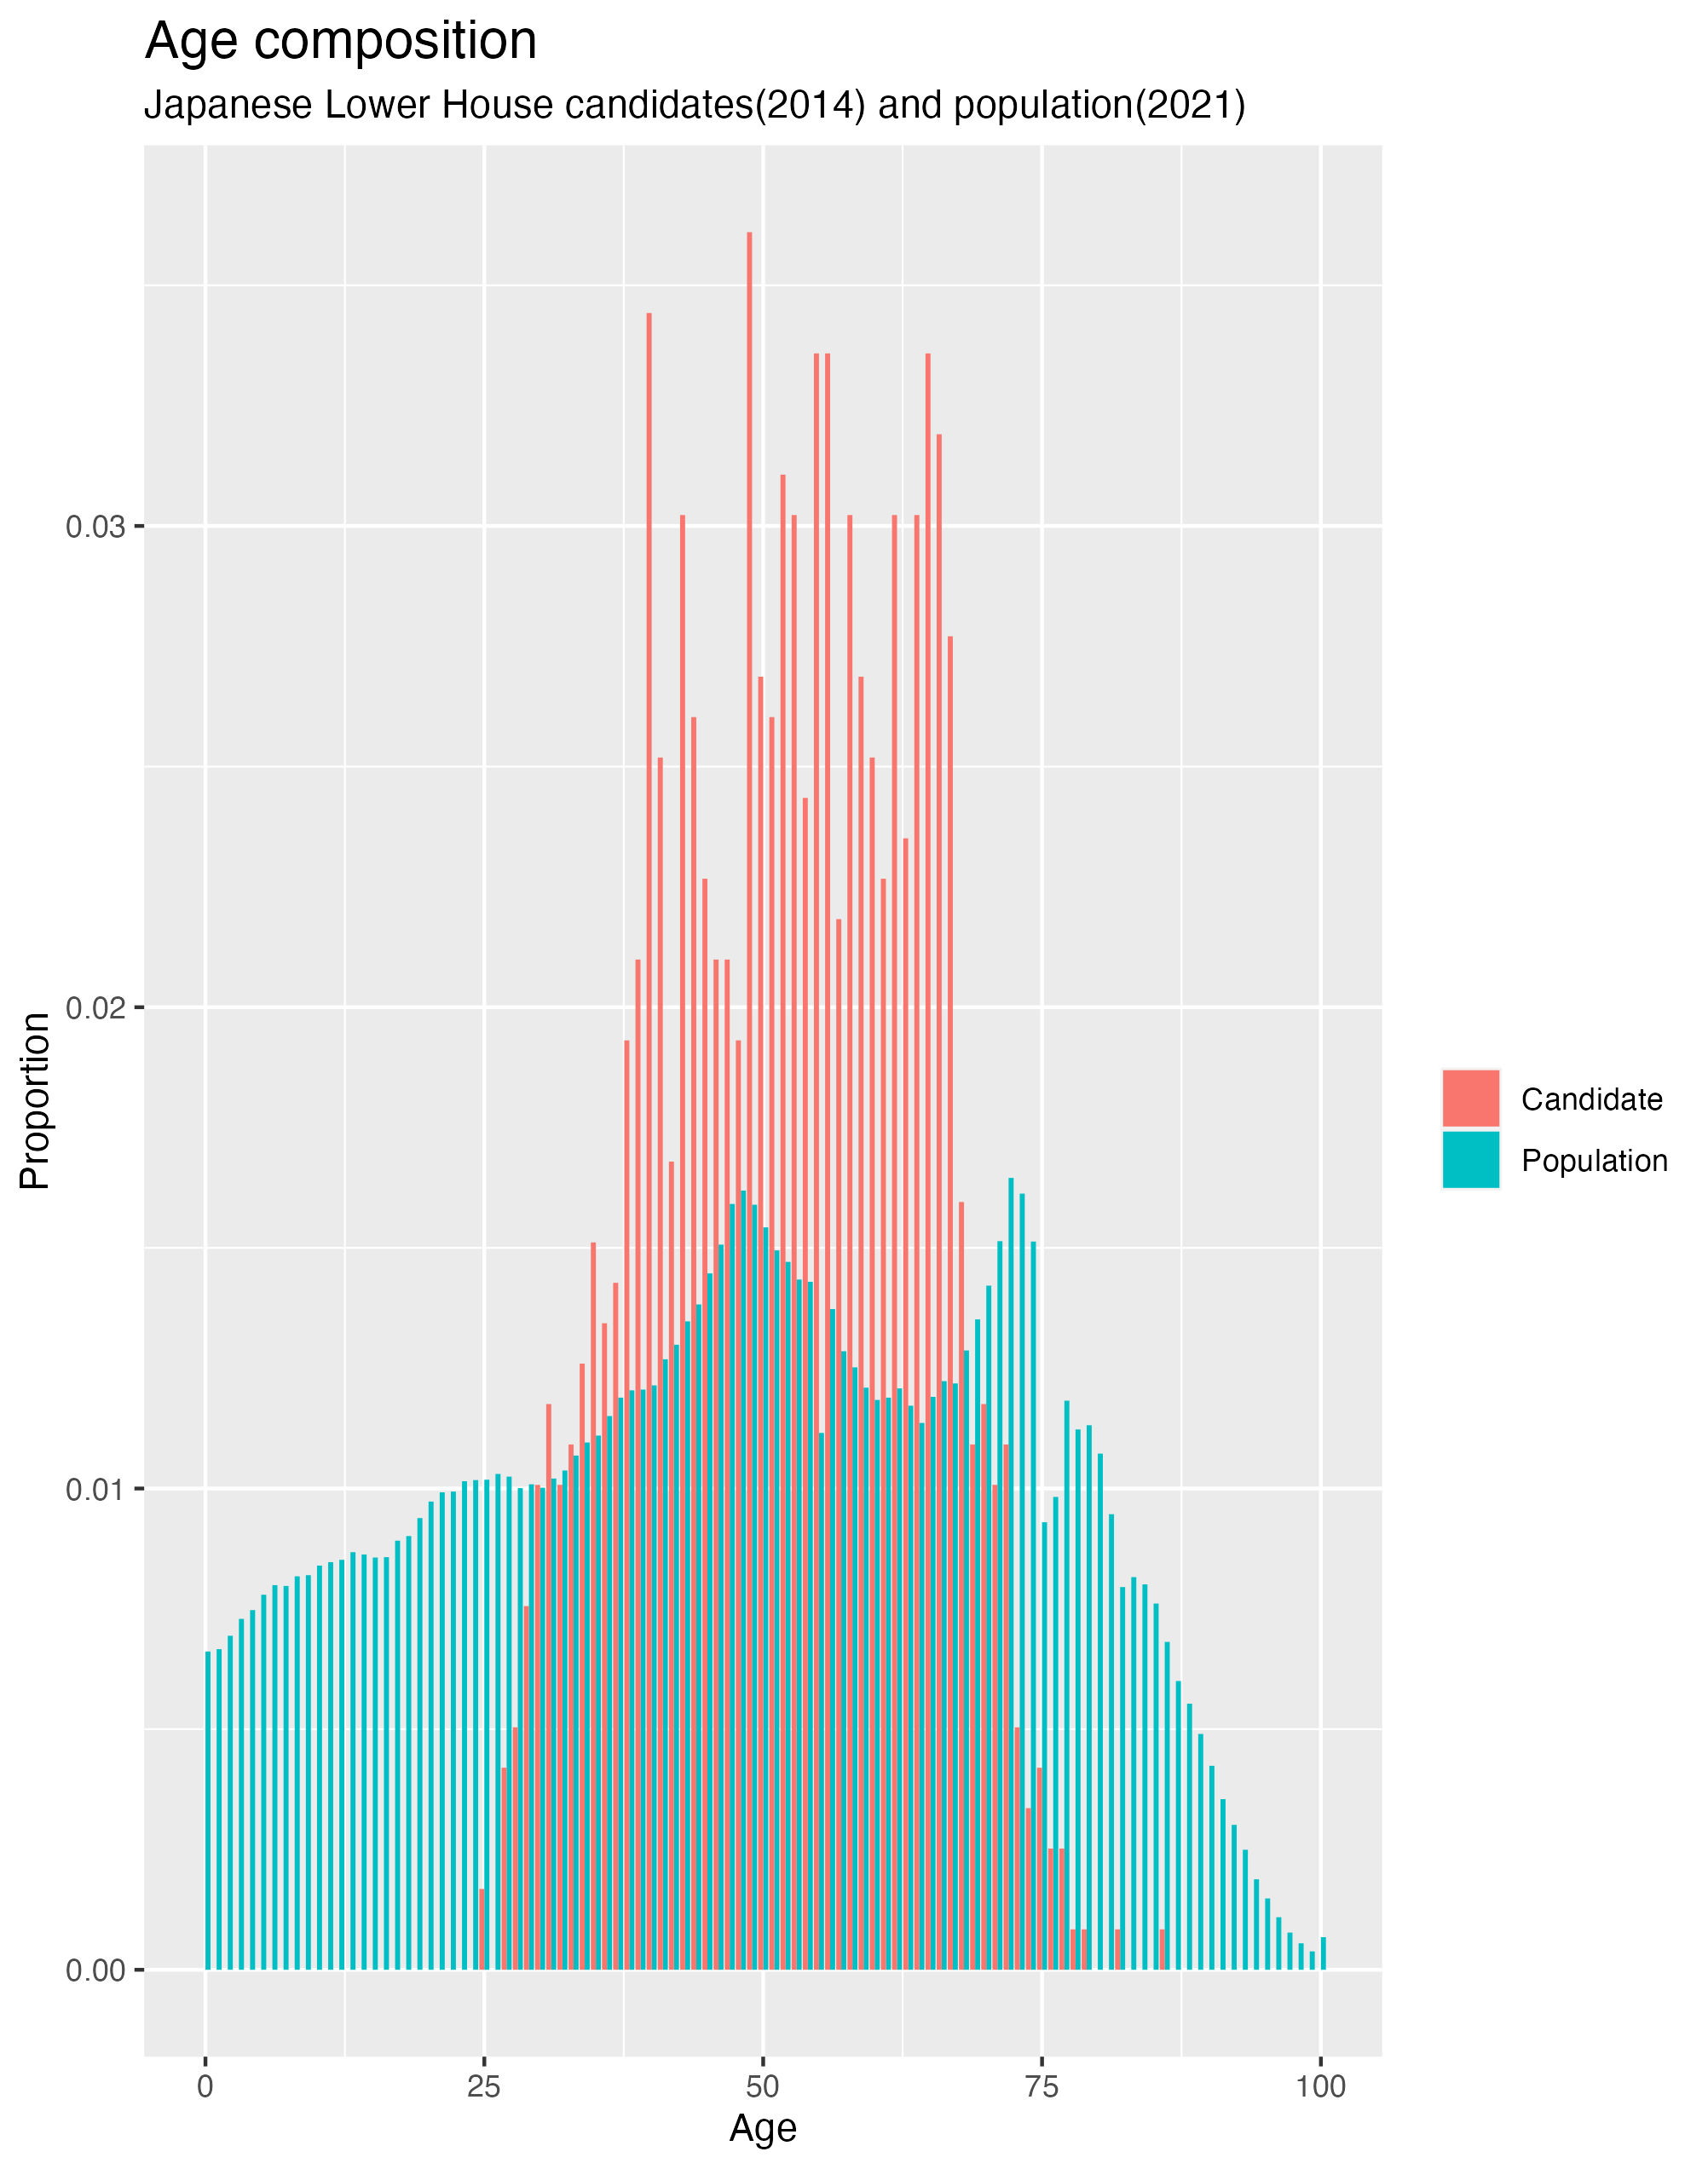 Age composition
Japanese Lower House candidates(2014) and population(2021)
0.03
0.02
0.01
0.00
Proportion
0 25 50 75 100
Age
Candidate
Population